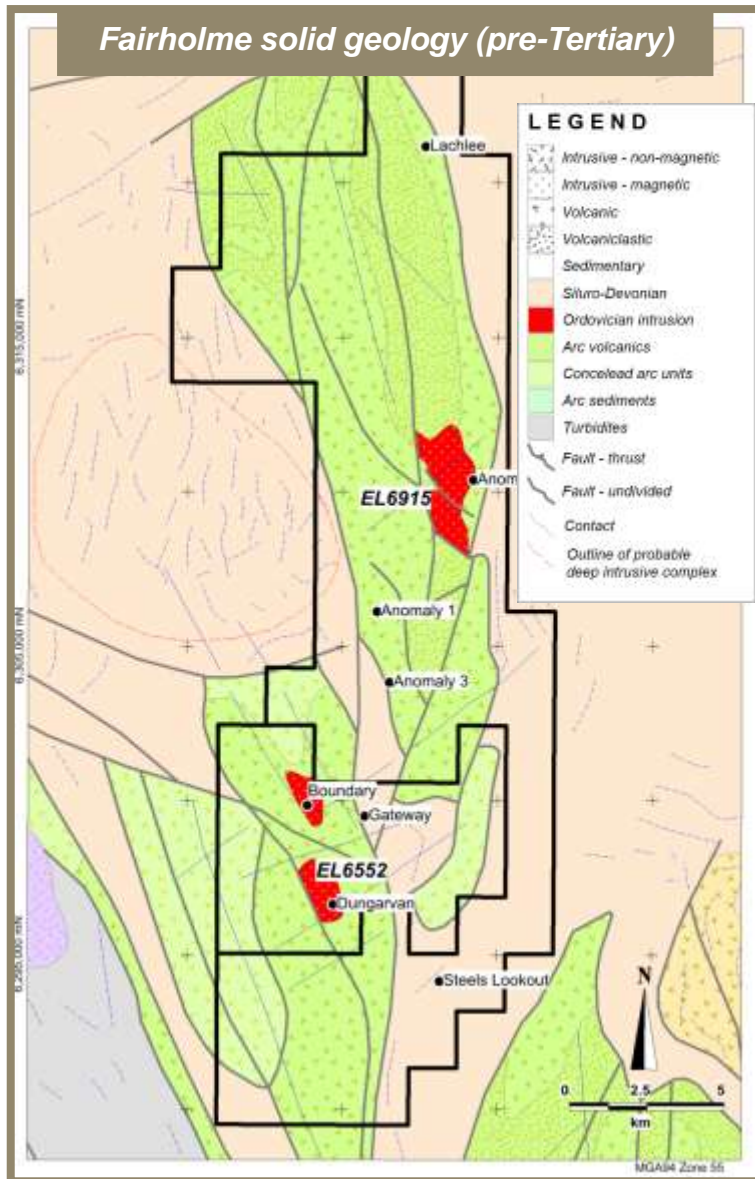 Fairholme solid geology (pre-Tertiary)
LEGEND
Intrusive - non-magnetic
Intrusive - magnetic
Volcanic
Volcaniclastic
Sedimentary
Siluro-Devonian
Ordovician intrusion
Arc volcanics
Concelead arc units
Arc sediments
Turbidites
Fault - thrust
Fault - undivided
Contact
Outline of probable
deep intrusive complex
Lachlee
6,315,000 mN
Anom
EL6915
Anomaly 1
6,305,000 mN
Anomaly 3
Boundary
Gateway
EL6552
Dungarvan
6,295,000 mN
Steels Lookout
N
0 2.5 5
km
MGA94 Zone 55